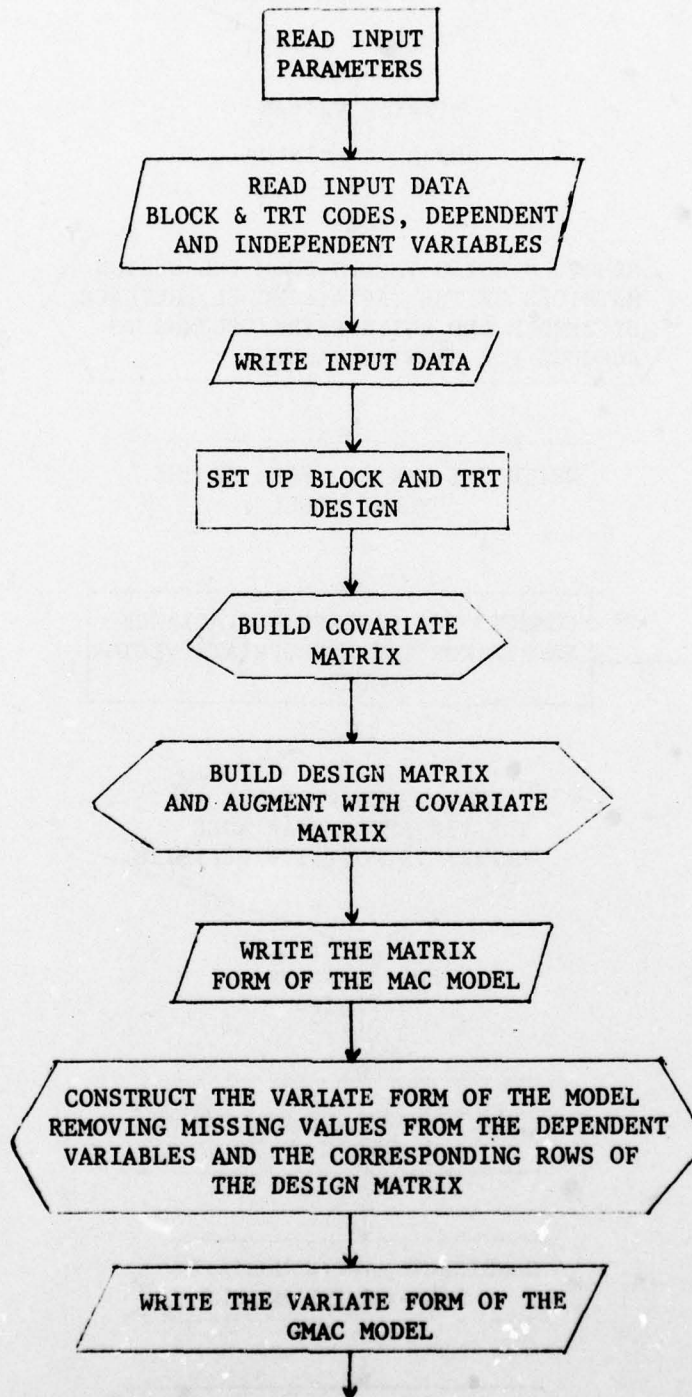 READ INPUT
PARAMETERS
READ INPUT DATA
BLOCK & TRT CODES, DEPENDENT
AND INDEPENDENT VARIABLES
WRITE INPUT DATA
SET UP BLOCK AND TRT
DESIGN
BUILD COVARIATE
MATRIX
BUILD DESIGN MATRIX
AND AUGMENT WITH COVARIATE
MATRIX
WRITE THE MATRIX
FORM OF THE MAC MODEL
CONSTRUCT THE VARIATE FORM OF THE MODEL
REMOVING MISSING VALUES FROM THE DEPENDENT
VARIABLES AND THE CORRESPONDING ROWS OF
THE DESIGN MATRIX
WRITE THE VARIATE FORM OF THE
GMAC MODEL